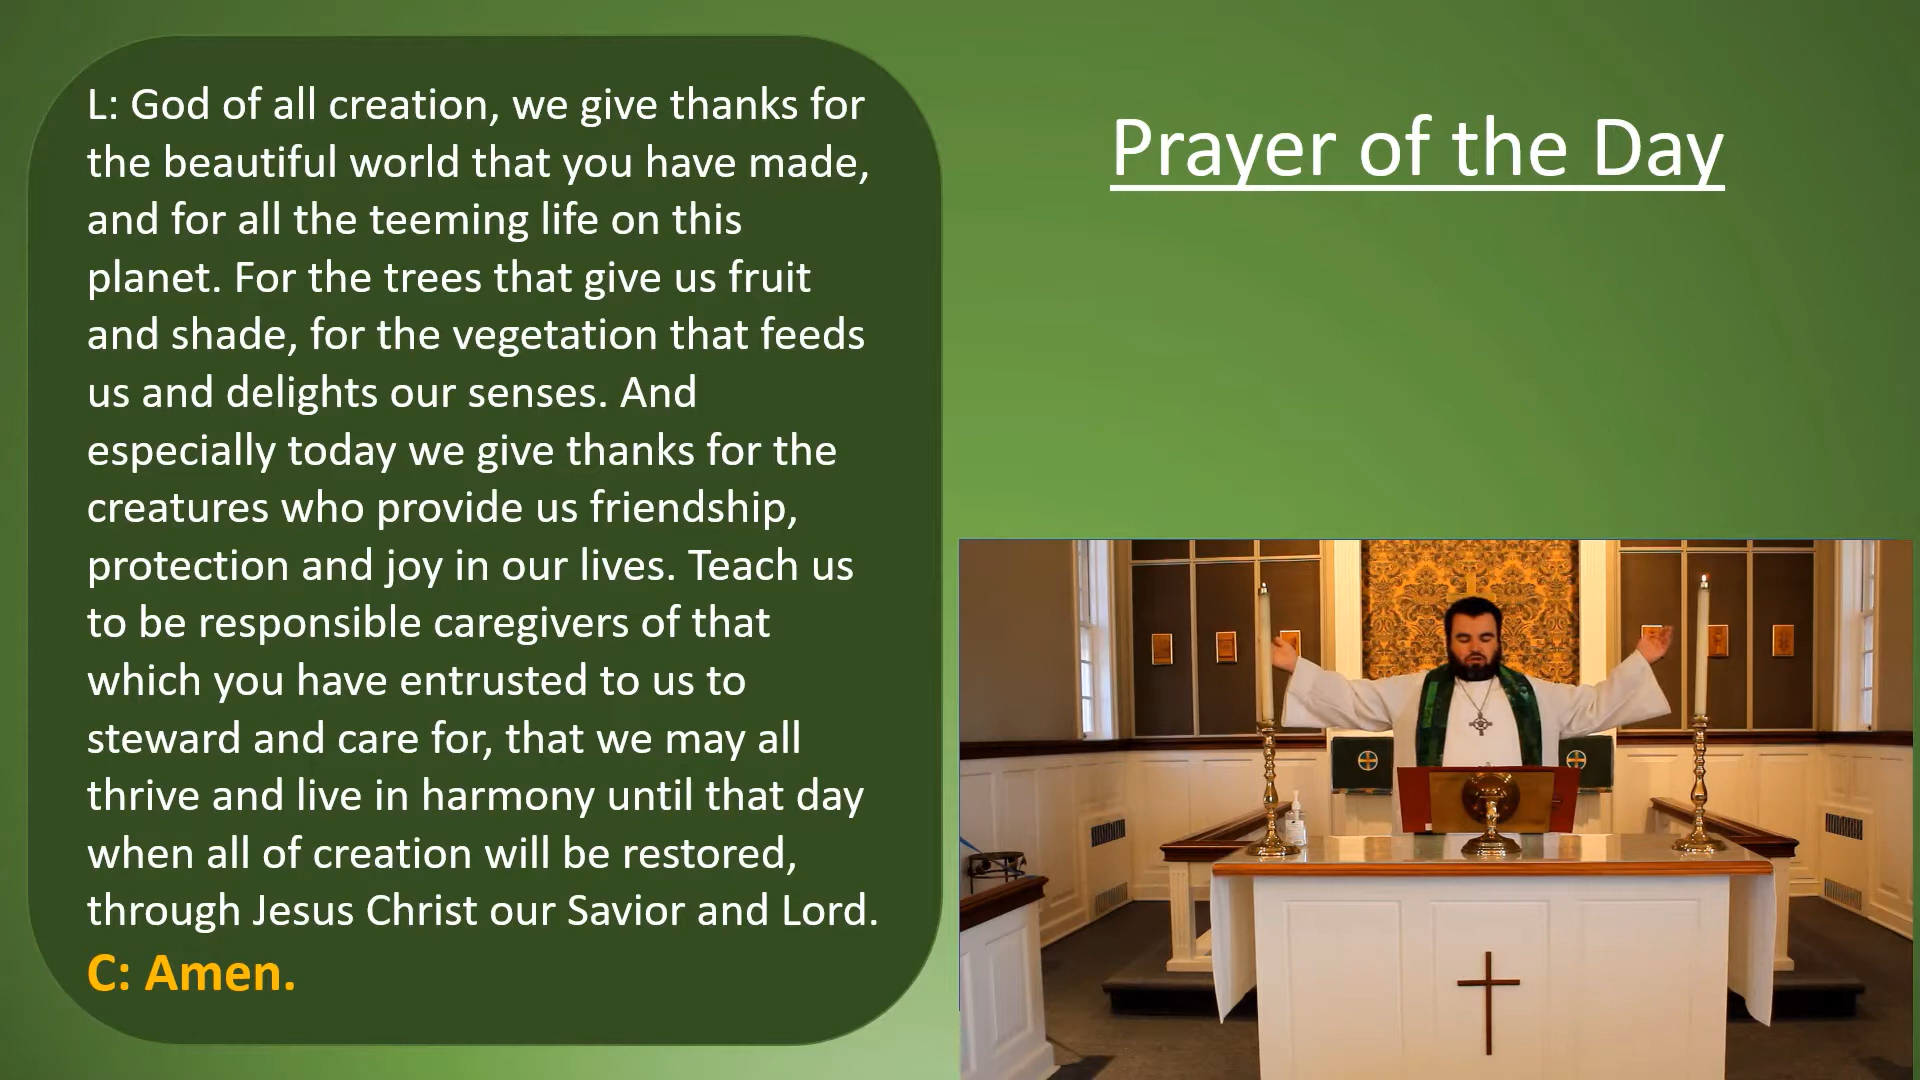 L: God of all creation, we give thanks for
the beautiful world that you have made,
and for all the teeming life on this
planet. For the trees that give us fruit
and shade, for the vegetation that feeds
us and delights our senses. And
especially today we give thanks for the
creatures who provide us friendship,
protection and joy in our lives. Teach us
to be responsible caregivers of that
which you have entrusted to us to
steward and care for, that we may all
thrive and live in harmony until that day
when all of creation will be restored,
through Jesus Christ our Savior and Lord.
C: Amen.
Prayer of the Day